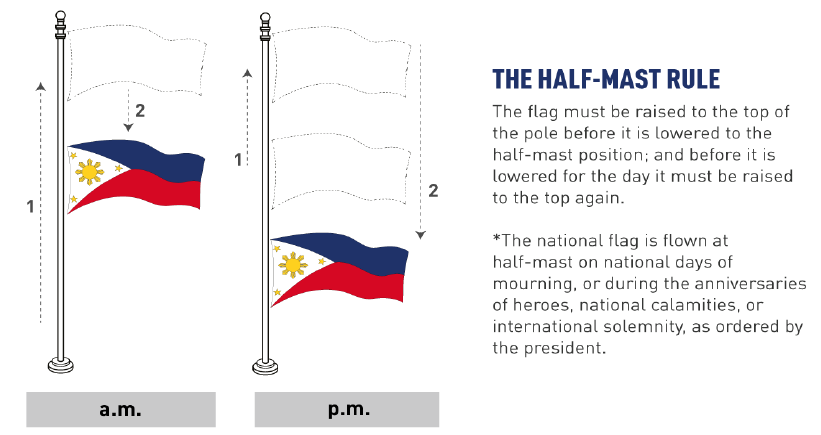 2
1
a.m.
1
2
p.m.
THE HALF-MAST RULE
The flag must be raised to the top of
the pole before it is lowered to the
half-mast position; and before it is
lowered for the day it must be raised
to the top again.
*The national flag is flown at
half-mast on national days of
mourning, or during the anniversaries
of heroes, national calamities, or
international solemnity, as ordered by
the president.